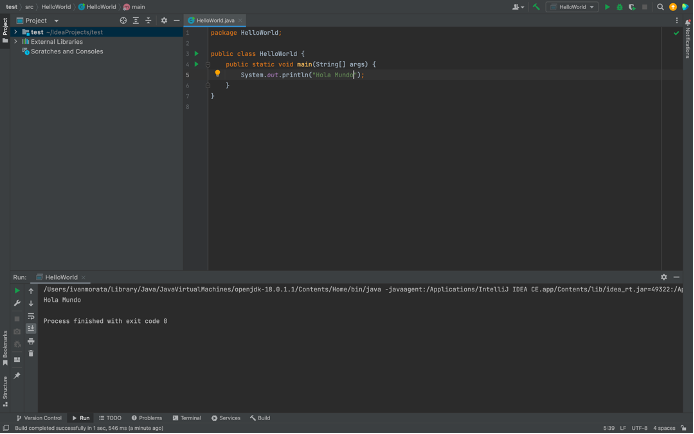 test › src › HelloWorld › HelloWorld › main
HelloWorld
Project
Project
HelloWorld.java
test ~/IdeaProjects/test
External Libraries
Scratches and Consoles
1 package HelloWorld;
2
3 public class HelloWorld {
4 public static void main(String[] args) {
5 System.out.println("Hola Mundo");
6 }
7 }
8
Notifications
Run: HelloWorld
/Users/ivanmorata/Library/Java/JavaVirtualMachines/openjdk-18.0.1.1/Contents/Home/bin/java -javaagent:/Applications/IntelliJ IDEA CE.app/Contents/lib/idea_rt.jar=49322:/Ap
Hola Mundo
Process finished with exit code 0
Bookmarks
Structure
Version Control Run TODO Problems Terminal Services Build
Build completed successfully in 1 sec, 546 ms (a minute ago)
5:39 LF UTF-8 4 spaces